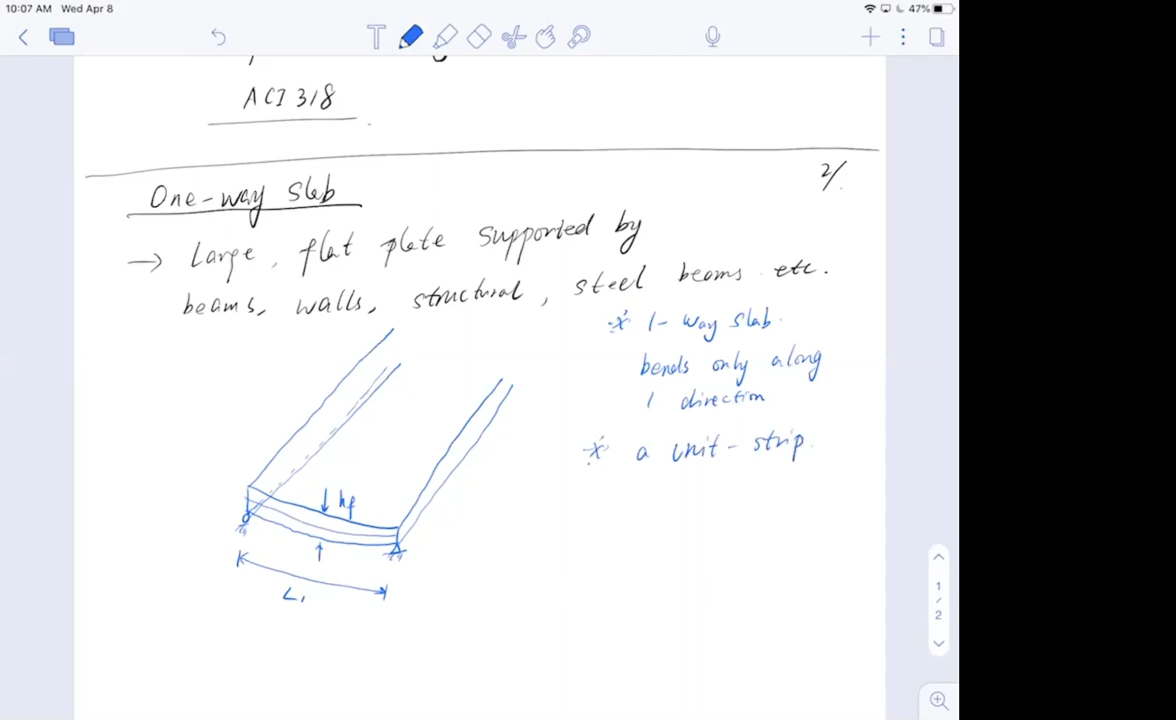 10:07 AM Wed Apr 8
47%
ACI 318
2/.
One-way Slab
→ Large, flat plate supported by
beams, walls, structural, steel beams etc.
* 1-way slab
bends only along
1 direction
* a unit-strip.
hf
L1
1
/
2